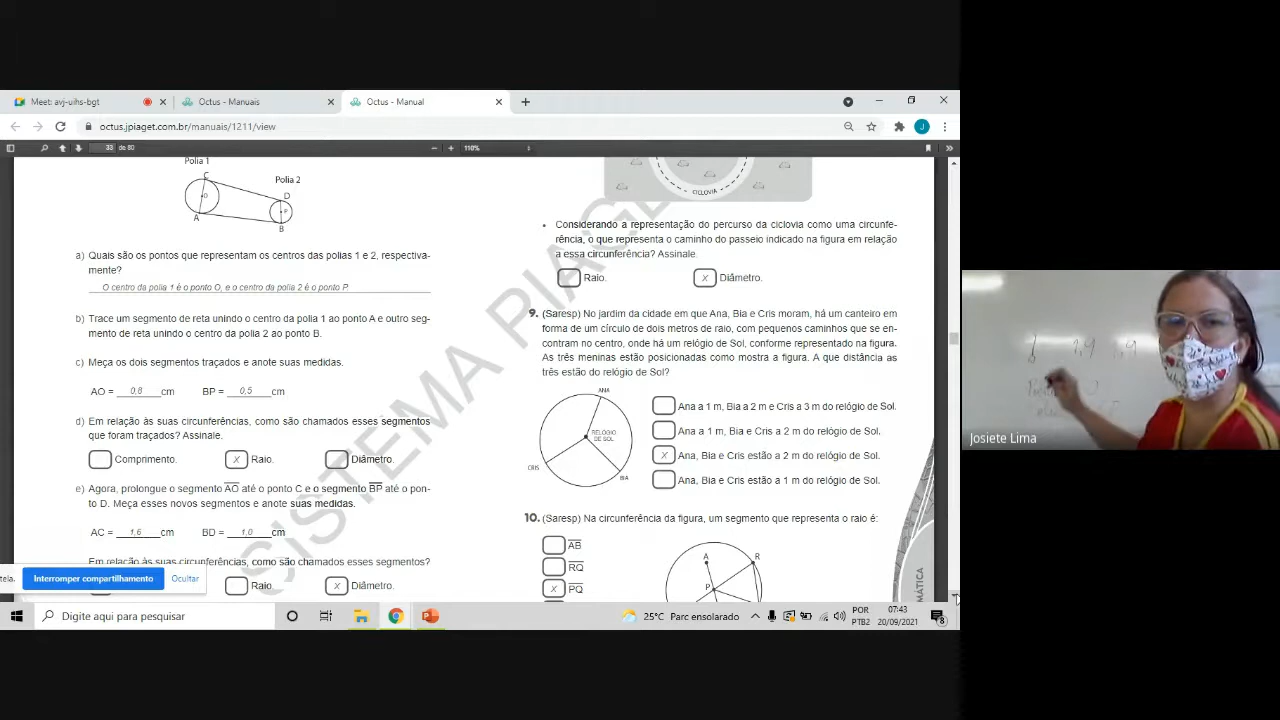 Meet: avj-uihs-bgt
Octus - Manuais
Octus - Manual
octus.jpiaget.com.br/manuais/1211/view
33 de 80
110%
Polia 1
C
O
A
Polia 2
D
P
B
a) Quais são os pontos que representam os centros das polias 1 e 2, respectiva-
mente?
O centro da polia 1 é o ponto O, e o centro da polia 2 é o ponto P.
b) Trace um segmento de reta unindo o centro da polia 1 ao ponto A e outro seg-
mento de reta unindo o centro da polia 2 ao ponto B.
c) Meça os dois segmentos traçados e anote suas medidas.
AO = 0,8 cm BP = 0,5 cm
d) Em relação às suas circunferências, como são chamados esses segmentos
que foram traçados? Assinale.
Comprimento. x Raio. Diâmetro.
e) Agora, prolongue o segmento AO até o ponto C e o segmento BP até o pon-
to D. Meça esses novos segmentos e anote suas medidas.
AC = 1,6 cm BD = 1,0 cm
Em relação às suas circunferências, como são chamados esses segmentos?
Raio. x Diâmetro.
SISTEMA PIAGE
CICLOVIA
• Considerando a representação do percurso da ciclovia como uma circunfe-
rência, o que representa o caminho do passeio indicado na figura em relação
a essa circunferência? Assinale.
Raio. x Diâmetro.
9. (Saresp) No jardim da cidade em que Ana, Bia e Cris moram, há um canteiro em
forma de um círculo de dois metros de raio, com pequenos caminhos que se en-
contram no centro, onde há um relógio de Sol, conforme representado na figura.
As três meninas estão posicionadas como mostra a figura. A que distância as
três estão do relógio de Sol?
ANA
RELÓGIO
DE SOL
CRIS
BIA
Ana a 1 m, Bia a 2 m e Cris a 3 m do relógio de Sol.
Ana a 1 m, Bia e Cris a 2 m do relógio de Sol.
x Ana, Bia e Cris estão a 2 m do relógio de Sol.
Ana, Bia e Cris estão a 1 m do relógio de Sol.
10. (Saresp) Na circunferência da figura, um segmento que representa o raio é:
AB
RQ
x PQ
A
R
P
MÁTICA
tela.
Interromper compartilhamento
Ocultar
Digite aqui para pesquisar
25°C Parc ensolarado
POR
PTB2
07:43
20/09/2021
8
Josiete Lima